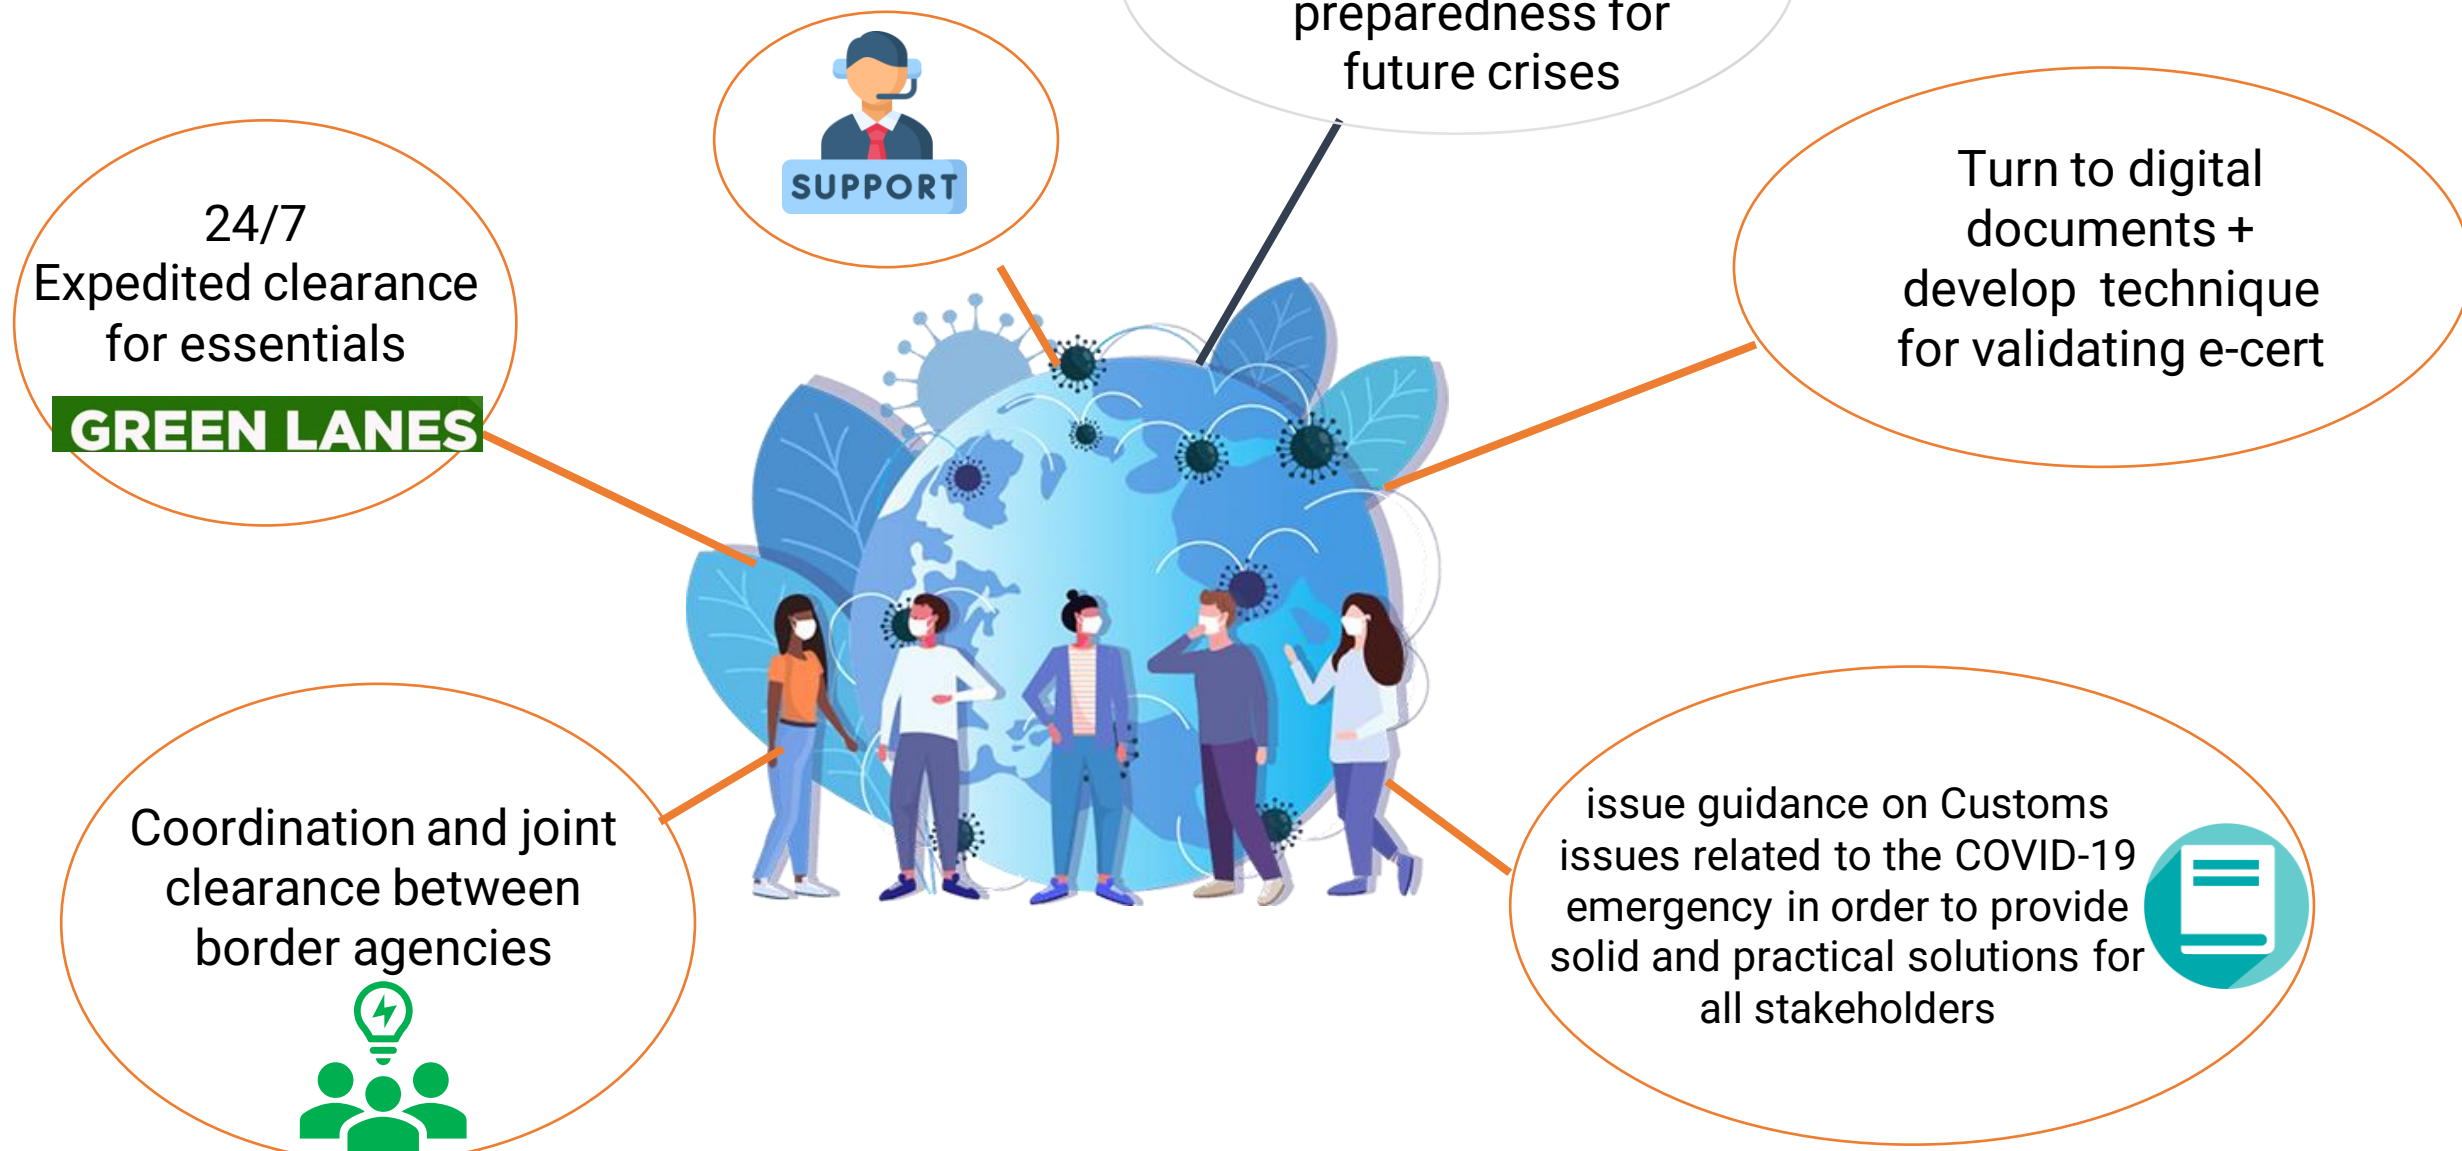 preparedness for
future crises
SUPPORT
24/7
Expedited clearance
for essentials
GREEN LANES
Turn to digital
documents +
develop technique
for validating e-cert
Coordination and joint
clearance between
border agencies
issue guidance on Customs
issues related to the COVID-19
emergency in order to provide
solid and practical solutions for
all stakeholders